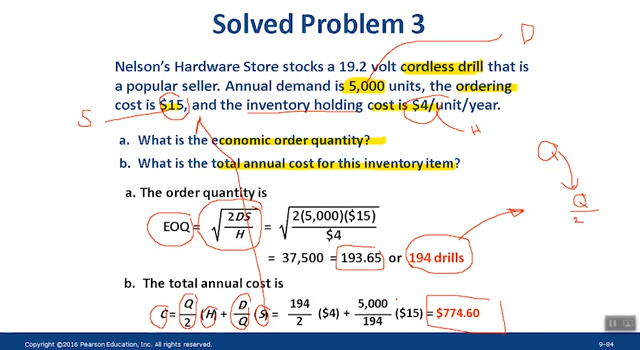 Solved Problem 3
D
Nelson's Hardware Store stocks a 19.2 volt cordless drill that is
a popular seller. Annual demand is 5,000 units, the ordering
cost is $15, and the inventory holding cost is $4/unit/year.
S
H
a. What is the economic order quantity?
b. What is the total annual cost for this inventory item?
Q
Q/2
a. The order quantity is
EOQ = √(2DS/H) = √(2(5,000)($15)/$4)
= 37,500 = 193.65 or 194 drills
b. The total annual cost is
C = Q/2 (H) + D/Q (S) = 194/2 ($4) + 5,000/194 ($15) = $774.60
Copyright ©2016 Pearson Education, Inc. All rights reserved.
9-84